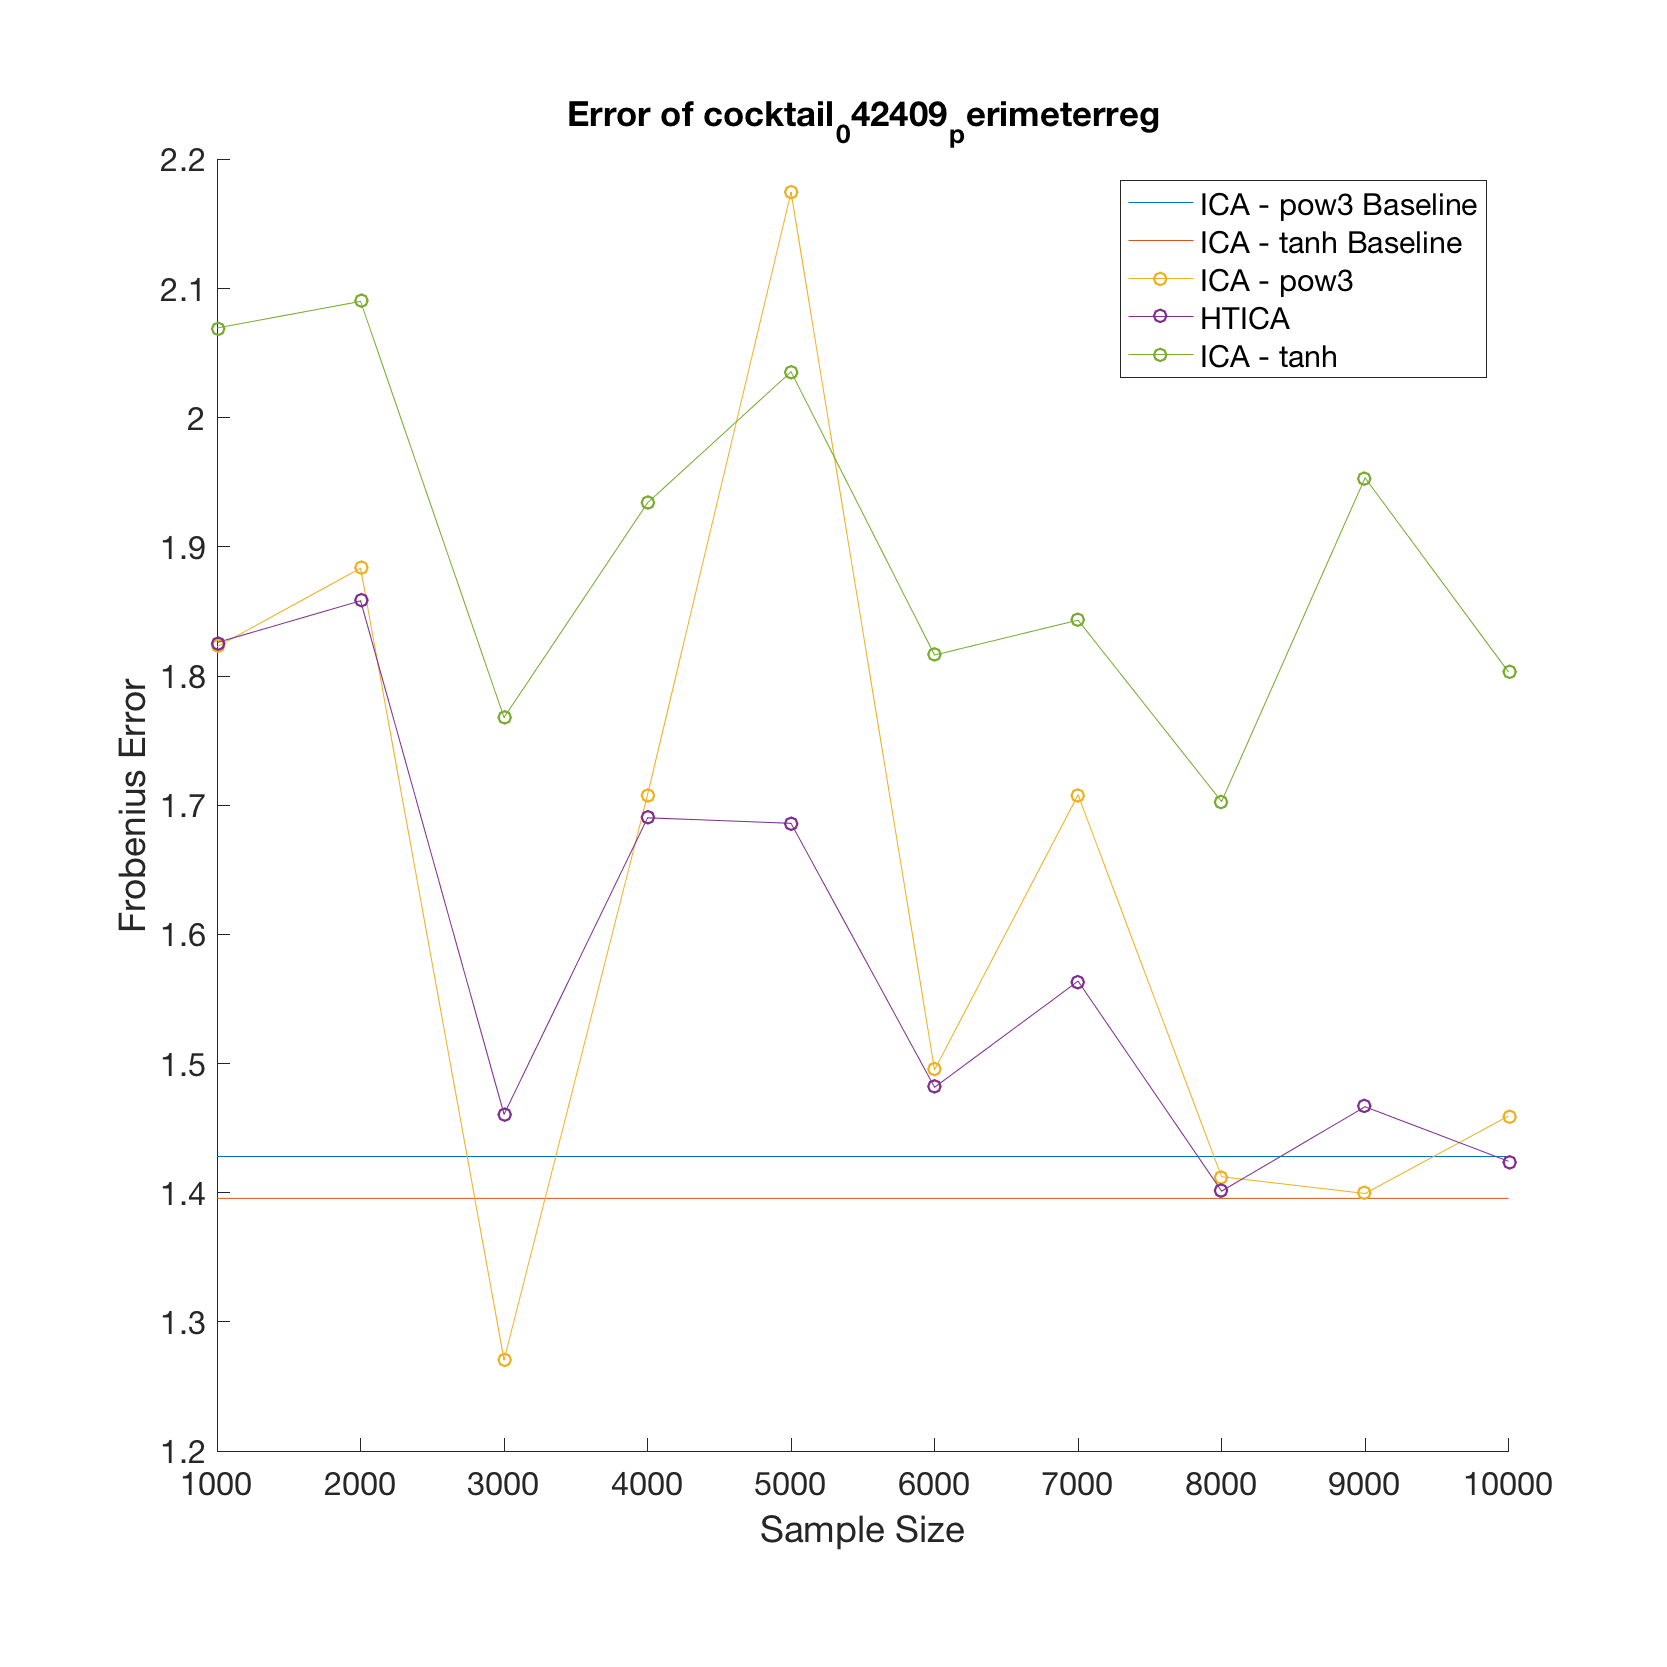 Error of cocktail_042409_perimeterreg
2.2
2.1
2
1.9
1.8
1.7
1.6
1.5
1.4
1.3
1.2
Frobenius Error
ICA - pow3 Baseline
ICA - tanh Baseline
ICA - pow3
HTICA
ICA - tanh
1000 2000 3000 4000 5000 6000 7000 8000 9000 10000
Sample Size